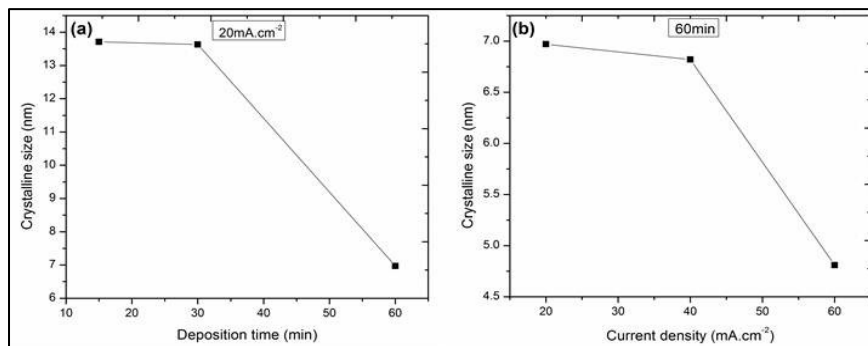 (a)
20mA.cm⁻²
Crystalline size (nm)
14
13
12
11
10
9
8
7
6
10 20 30 40 50 60
Deposition time (min)
(b)
60min
Crystalline size (nm)
7.0
6.5
6.0
5.5
5.0
4.5
20 30 40 50 60
Current density (mA.cm⁻²)